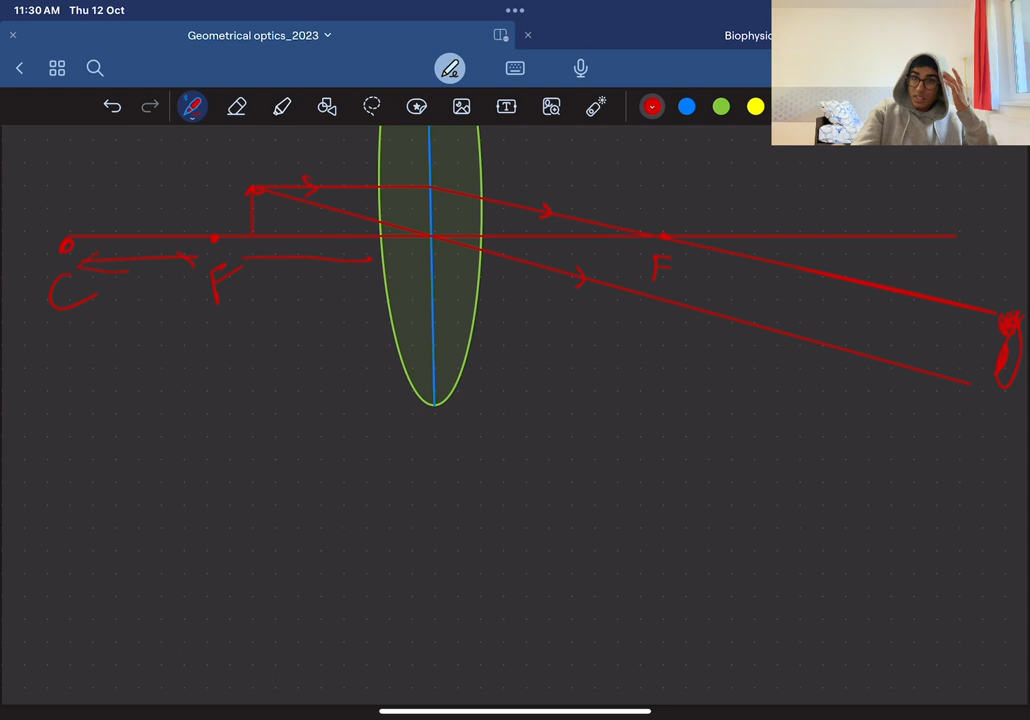 11:30 AM Thu 12 Oct
Geometrical optics_2023
Biophysic
C
F
F